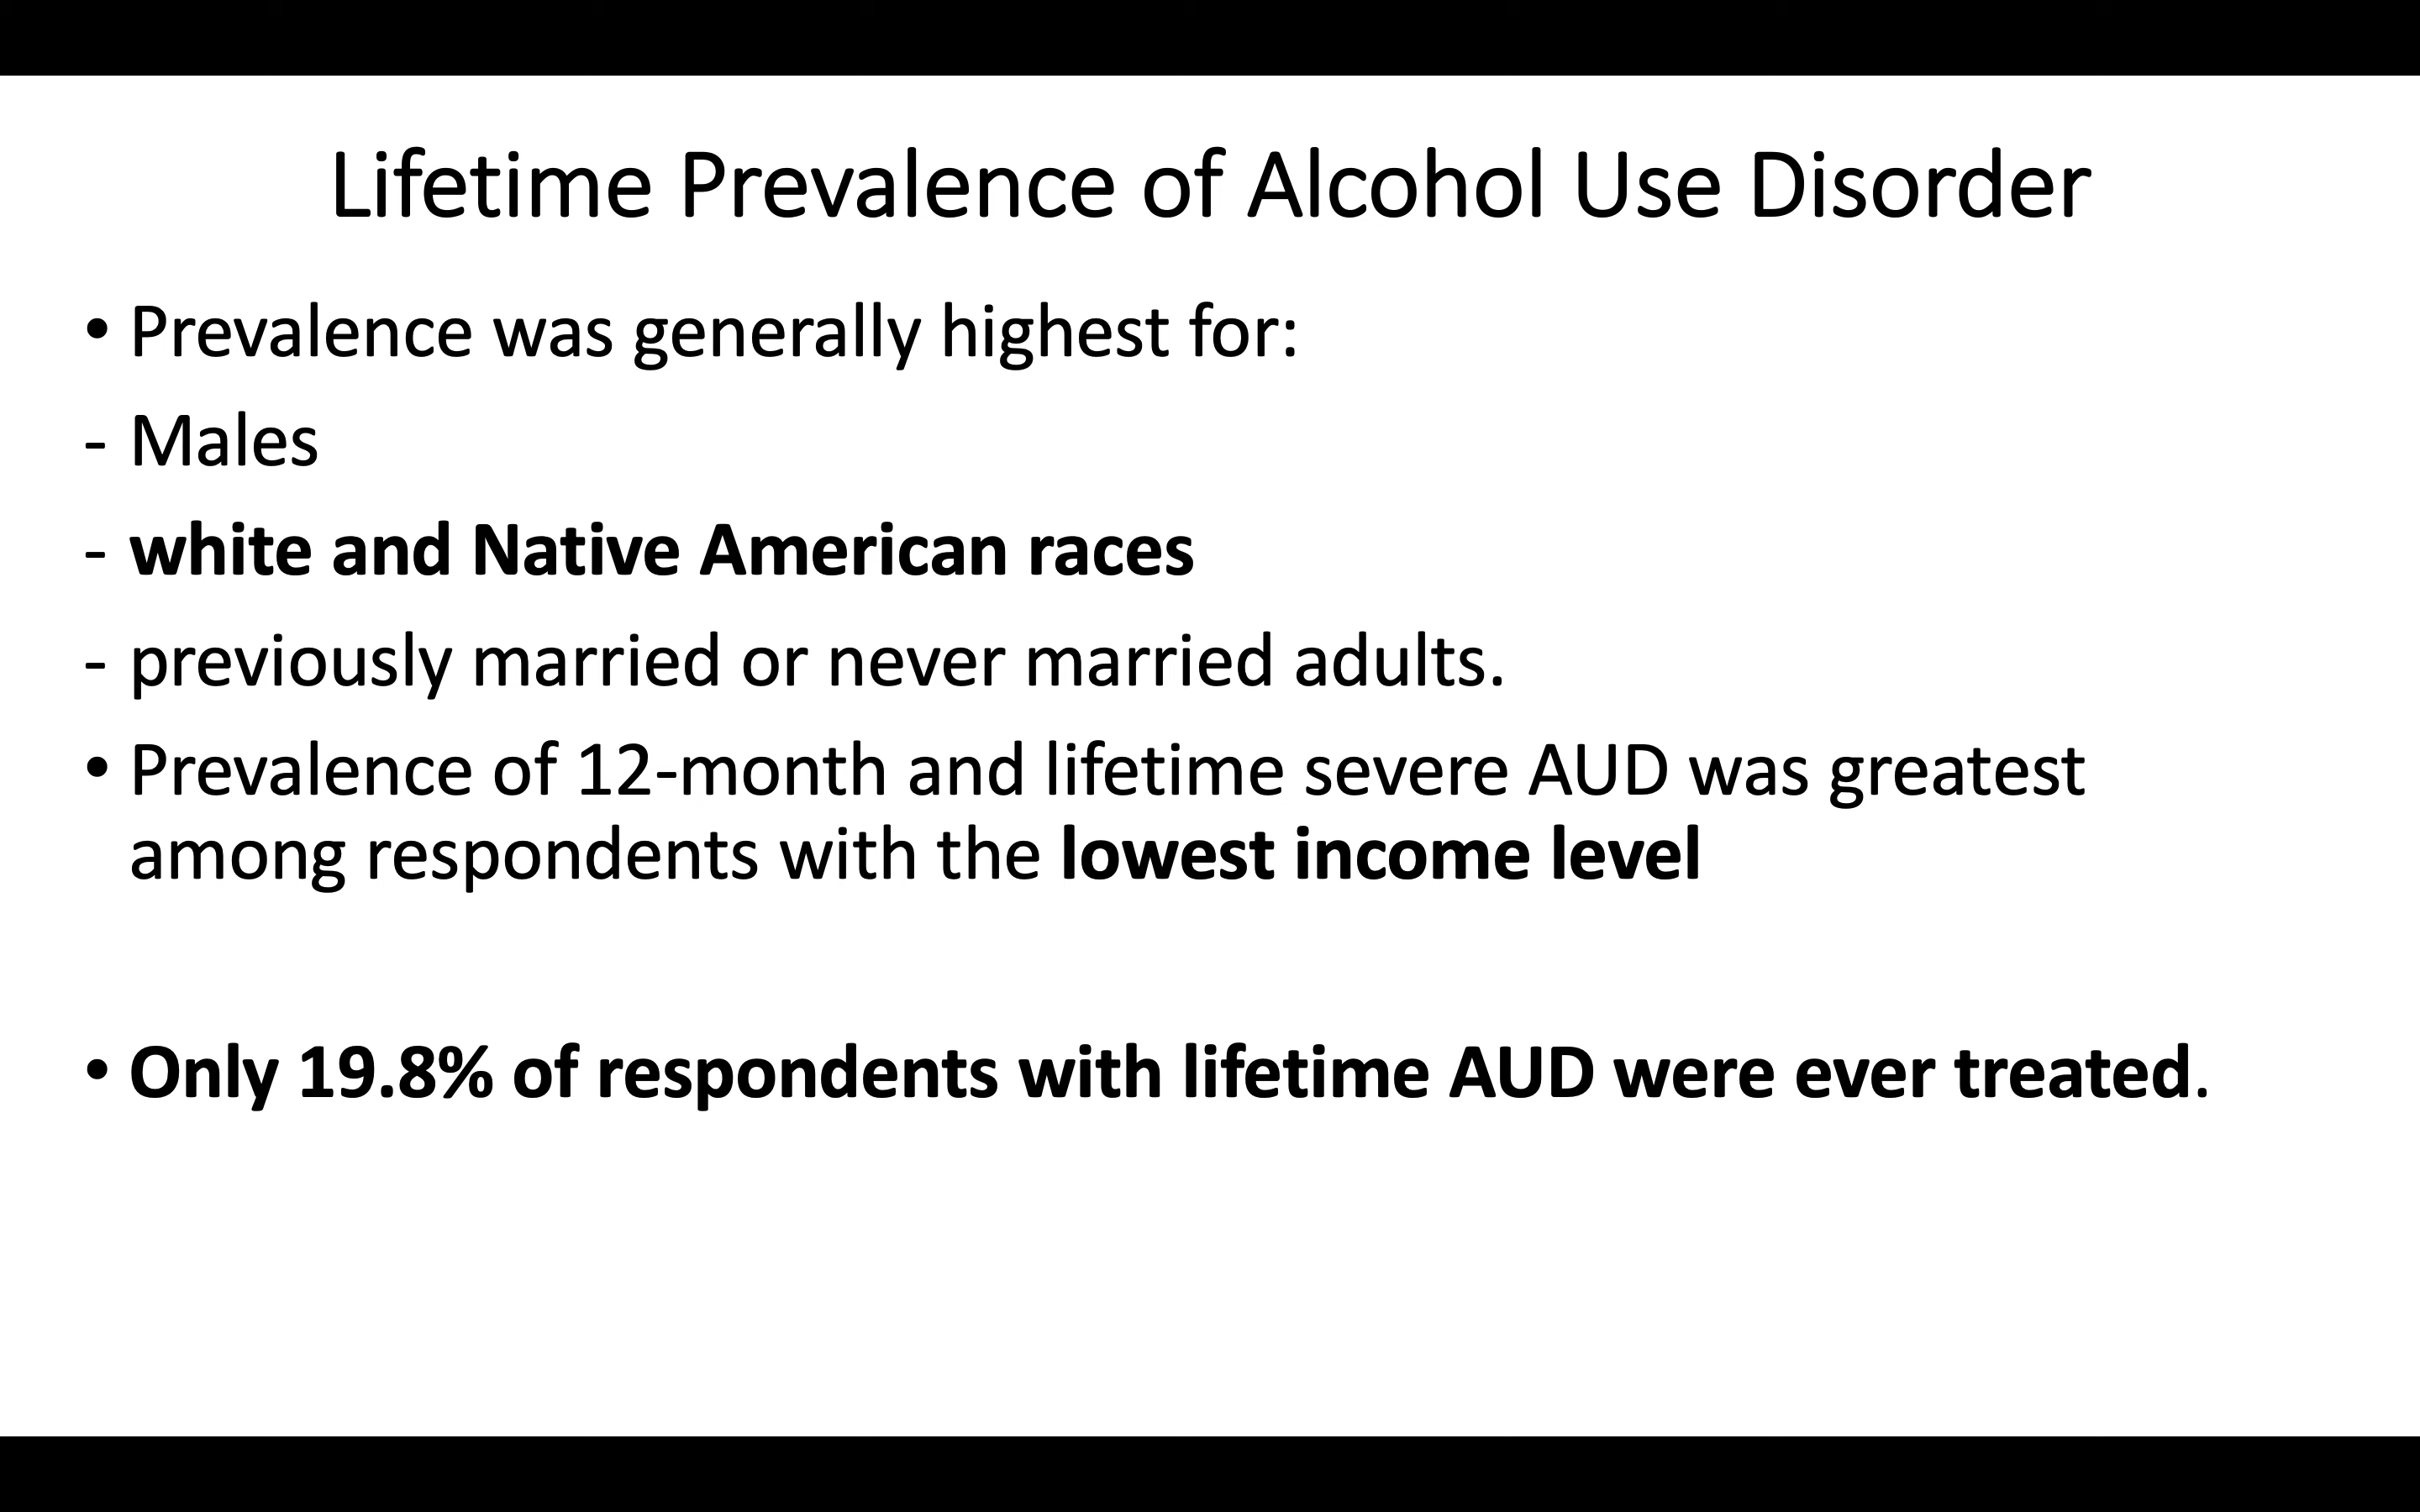 Lifetime Prevalence of Alcohol Use Disorder
• Prevalence was generally highest for:
- Males
- white and Native American races
- previously married or never married adults.
• Prevalence of 12-month and lifetime severe AUD was greatest
among respondents with the lowest income level
• Only 19.8% of respondents with lifetime AUD were ever treated.